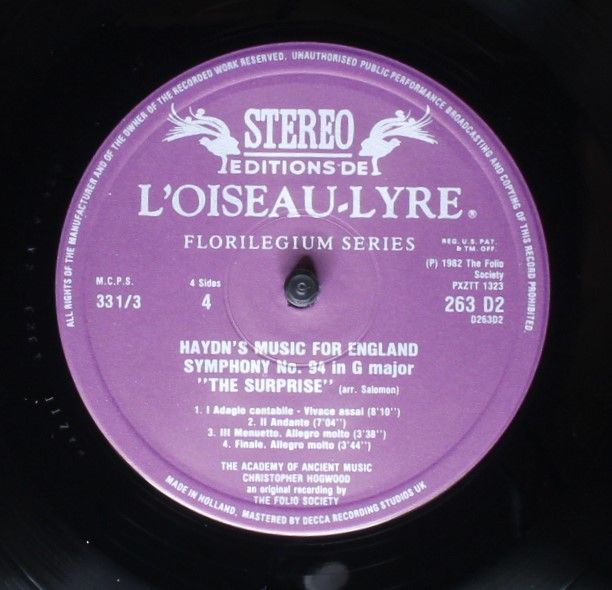 ALL RIGHTS OF THE MANUFACTURER AND OF THE OWNER OF THE RECORDED WORK RESERVED. UNAUTHORISED PUBLIC PERFORMANCE BROADCASTING AND COPYING OF THIS RECORD PROHIBITED.
STEREO
EDITIONS DE
L'OISEAU-LYRE®
FLORILEGIUM SERIES
REG. U.S. PAT.
& TM. OFF.
(P) 1982 The Folio
Society
PXZTT 1323
M.C.P.S.
33 1/3
4 Sides
4
263 D2
D263D2
HAYDN'S MUSIC FOR ENGLAND
SYMPHONY No. 94 in G major
"THE SURPRISE" (arr. Salomon)
1. I Adagio cantabile - Vivace assai (8'10")
2. II Andante (7'04")
3. III Menuetto. Allegro molto (3'38")
4. Finale. Allegro molto (3'44")
THE ACADEMY OF ANCIENT MUSIC
CHRISTOPHER HOGWOOD
an original recording by
THE FOLIO SOCIETY
MADE IN HOLLAND, MASTERED BY DECCA RECORDING STUDIOS UK